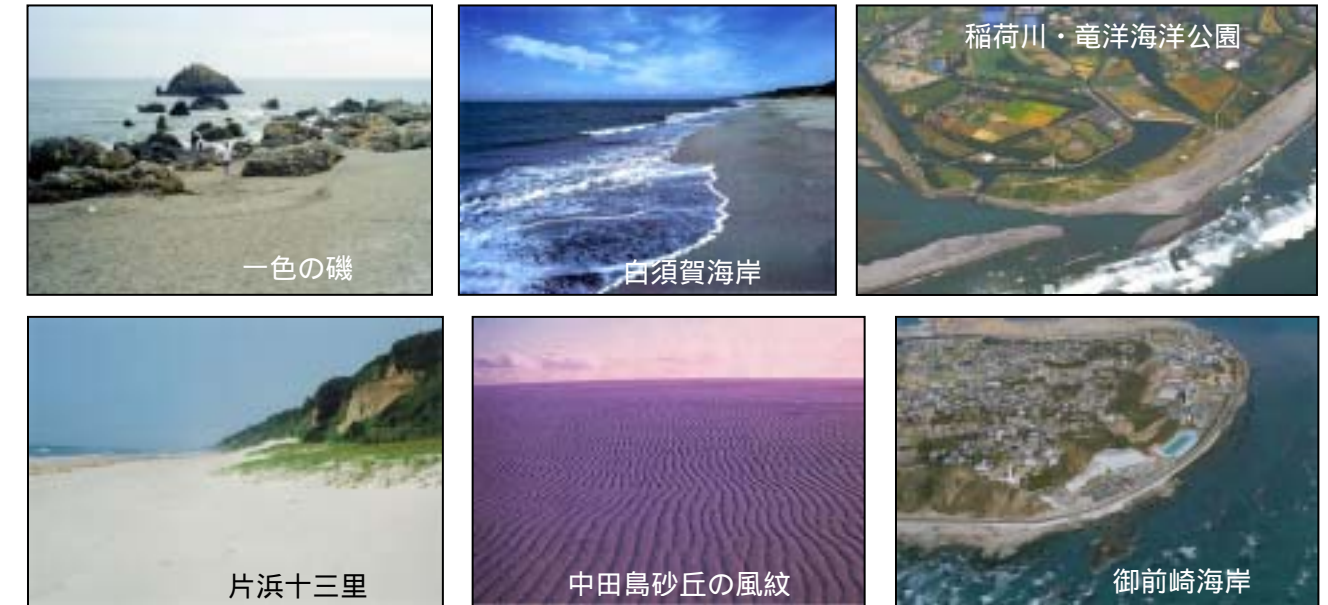 一色の磯
白須賀海岸
稲荷川・竜洋海洋公園
片浜十三里
中田島砂丘の風紋
御前崎海岸